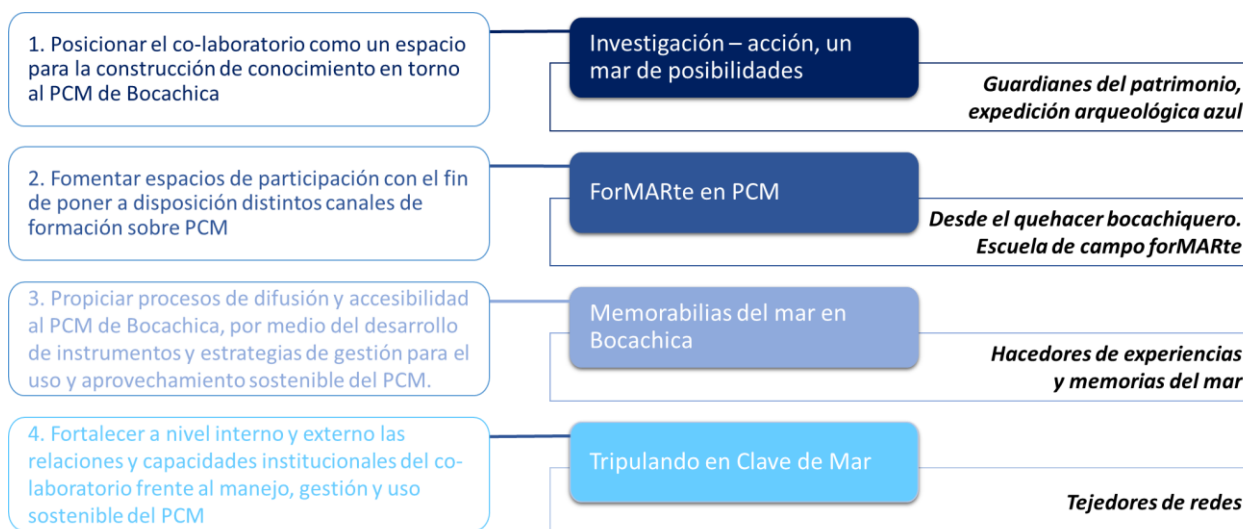 1. Posicionar el co-laboratorio como un espacio
para la construcción de conocimiento en torno
al PCM de Bocachica
Investigación – acción, un
mar de posibilidades
Guardianes del patrimonio,
expedición arqueológica azul
2. Fomentar espacios de participación con el fin
de poner a disposición distintos canales de
formación sobre PCM
ForMARte en PCM
Desde el quehacer bocachiquero.
Escuela de campo forMARte
3. Propiciar procesos de difusión y accesibilidad
al PCM de Bocachica, por medio del desarrollo
de instrumentos y estrategias de gestión para el
uso y aprovechamiento sostenible del PCM.
Memorabilias del mar en
Bocachica
Hacedores de experiencias
y memorias del mar
4. Fortalecer a nivel interno y externo las
relaciones y capacidades institucionales del co-
laboratorio frente al manejo, gestión y uso
sostenible del PCM
Tripulando en Clave de Mar
Tejedores de redes